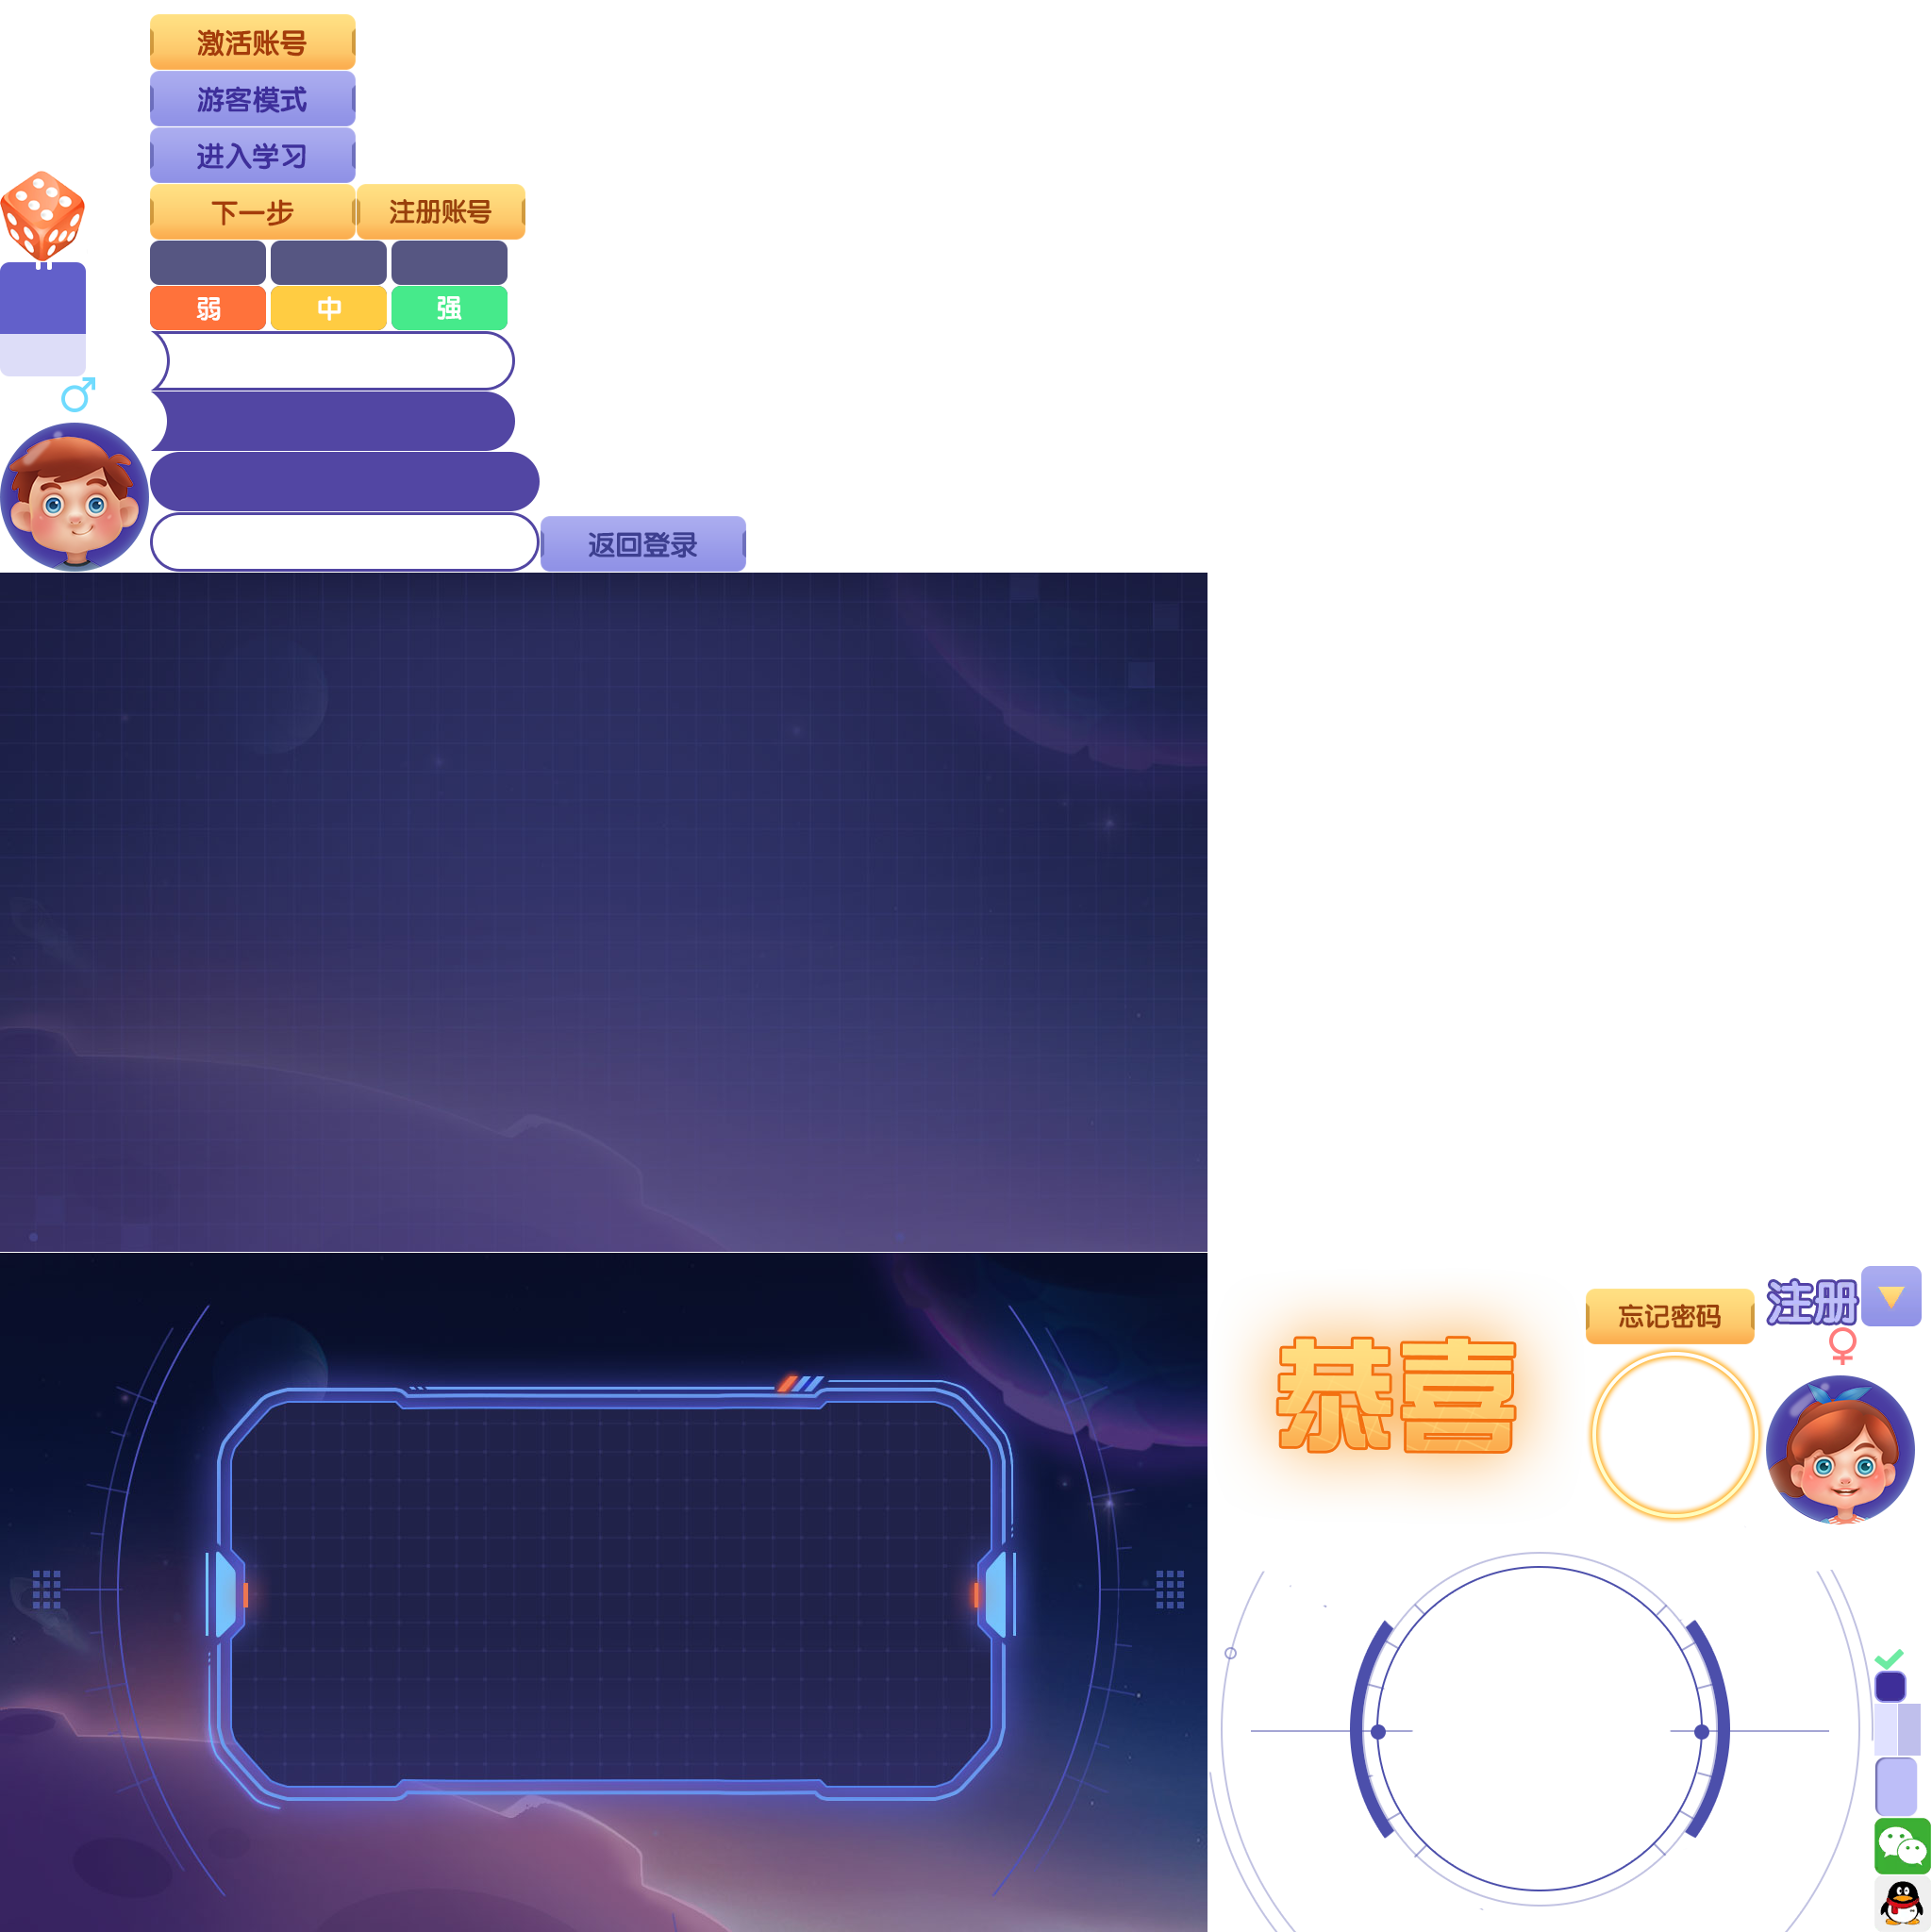 激活账号
游客模式
进入学习
下一步
注册账号
弱
中
强
返回登录
恭喜
忘记密码
注册